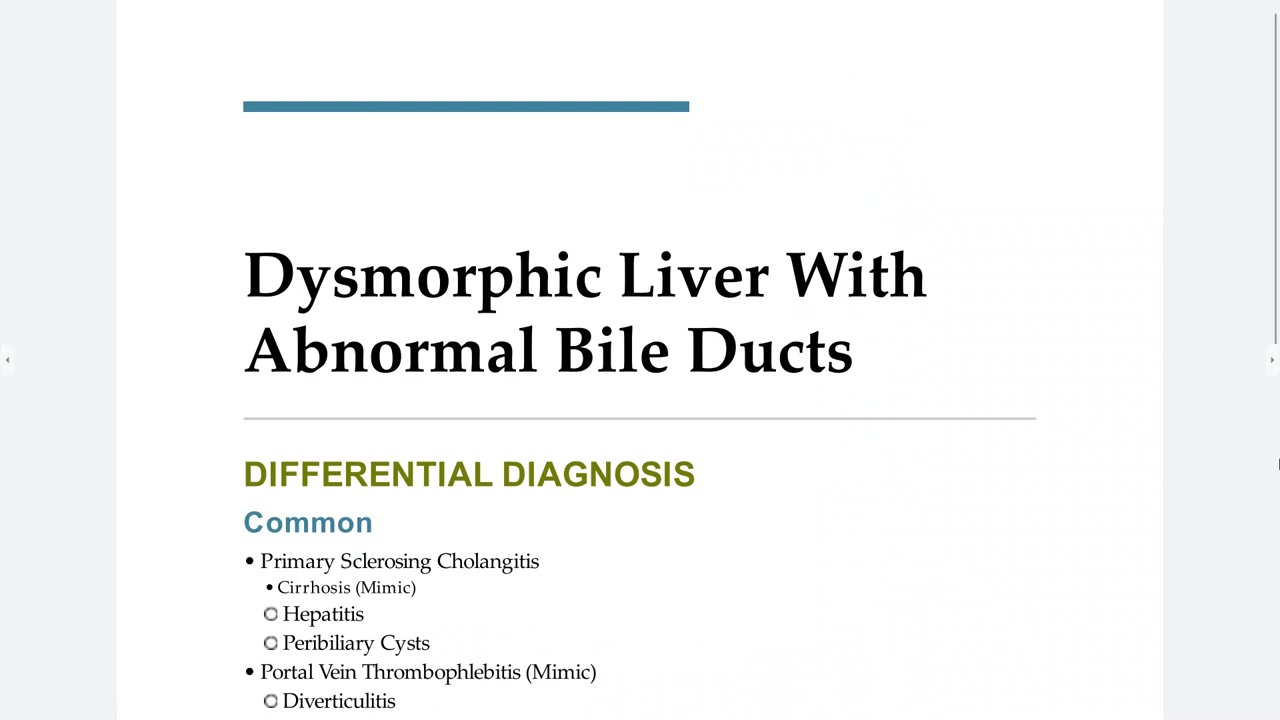 Dysmorphic Liver With
Abnormal Bile Ducts
DIFFERENTIAL DIAGNOSIS
Common
• Primary Sclerosing Cholangitis
• Cirrhosis (Mimic)
○ Hepatitis
○ Peribiliary Cysts
• Portal Vein Thrombophlebitis (Mimic)
○ Diverticulitis